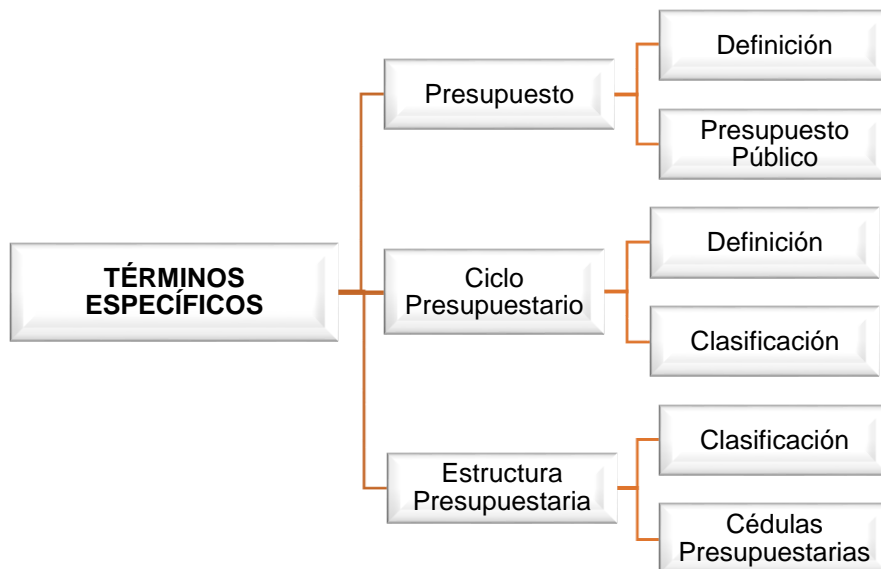 TÉRMINOS
ESPECÍFICOS
Presupuesto
Definición
Presupuesto
Público
Ciclo
Presupuestario
Definición
Clasificación
Estructura
Presupuestaria
Clasificación
Cédulas
Presupuestarias